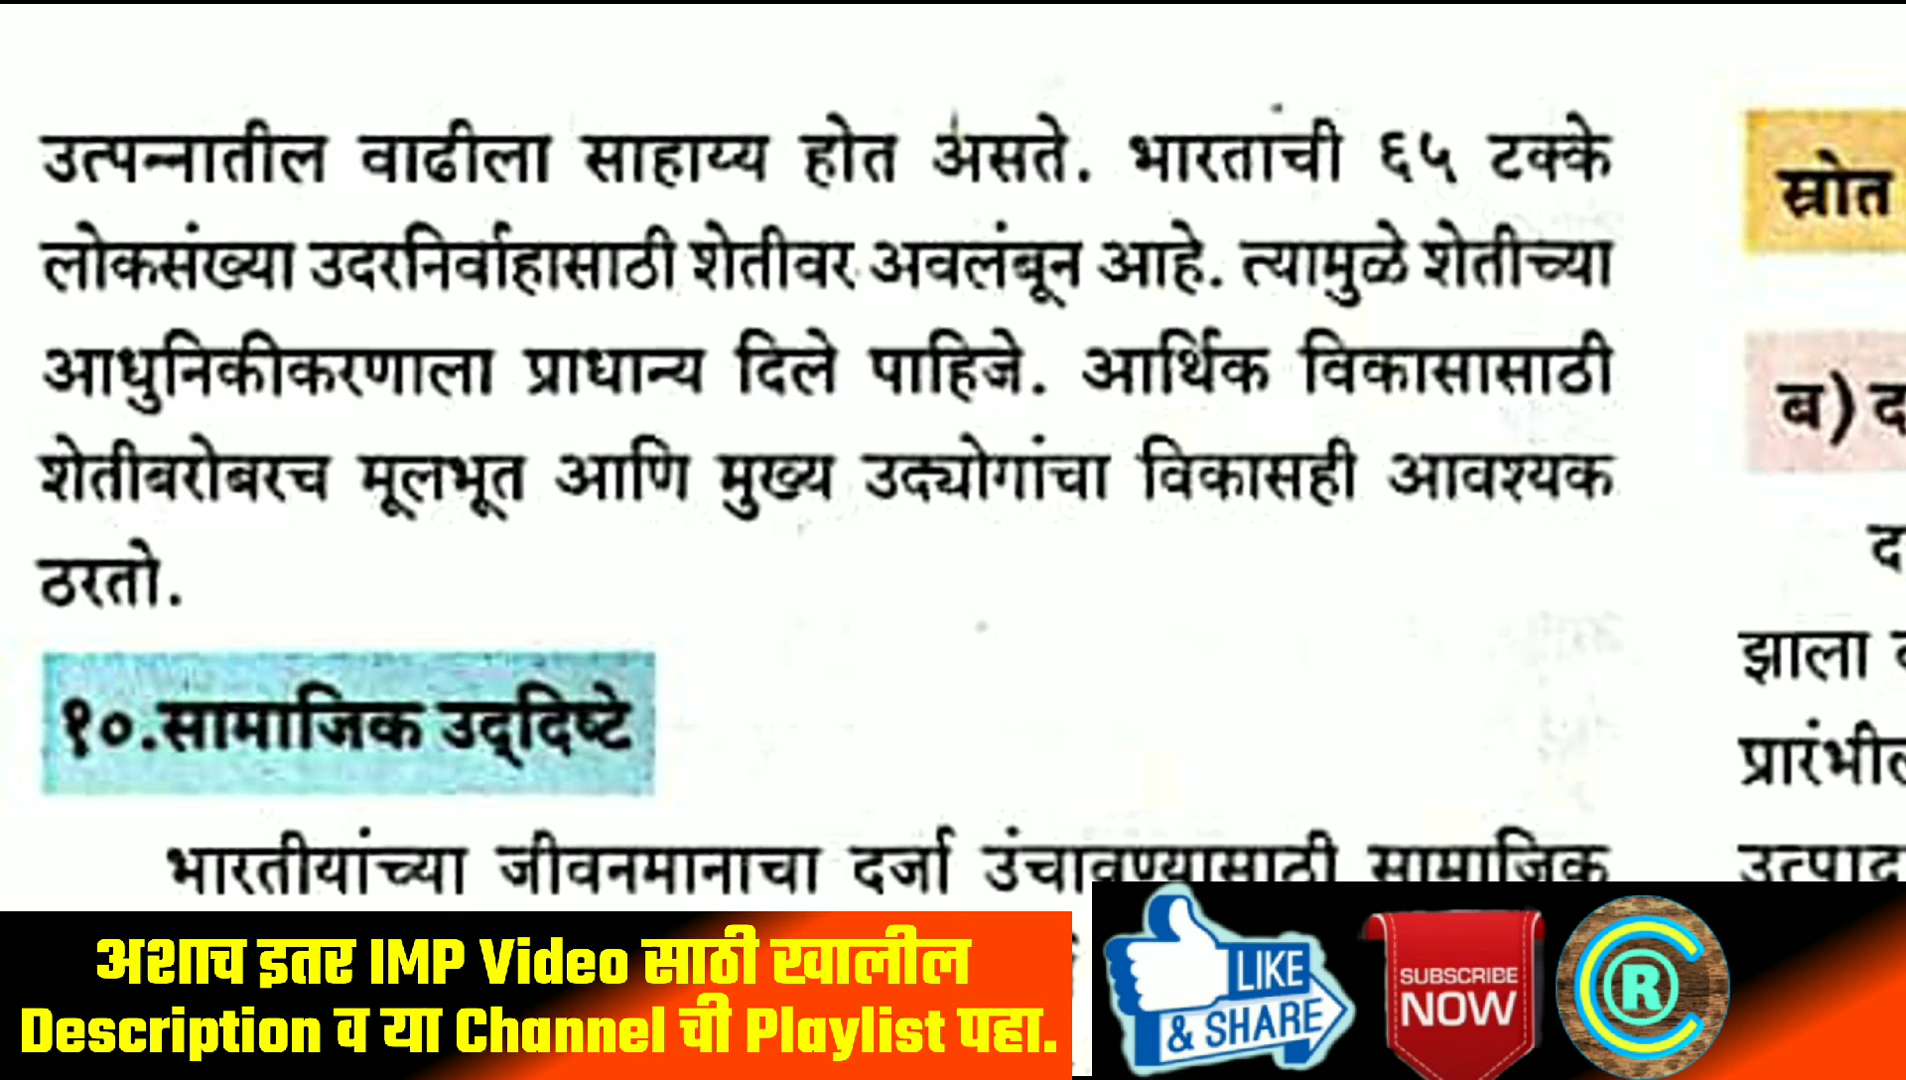 उत्पन्नातील वाढीला साहाय्य होत असते. भारताची ६५ टक्के
लोकसंख्या उदरनिर्वाहासाठी शेतीवर अवलंबून आहे. त्यामुळे शेतीच्या
आधुनिकीकरणाला प्राधान्य दिले पाहिजे. आर्थिक विकासासाठी
शेतीबरोबरच मूलभूत आणि मुख्य उद्योगांचा विकासही आवश्यक
ठरतो.
१०.सामाजिक उद्‌दिष्टे
भारतीयांच्या जीवनमानाचा दर्जा उंचावण्यासाठी सामाजिक
स्रोत
ब) द
द
झाला
प्रारंभील
उत्पाद
अशाच इतर IMP Video साठी खालील
Description व या Channel ची Playlist पहा.
LIKE
& SHARE
SUBSCRIBE
NOW
R